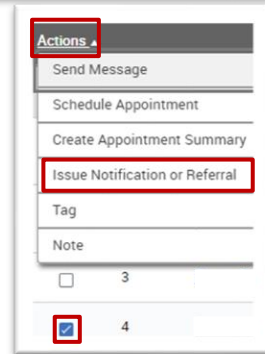 Actions
Send Message
Schedule Appointment
Create Appointment Summary
Issue Notification or Referral
Tag
Note
3
4